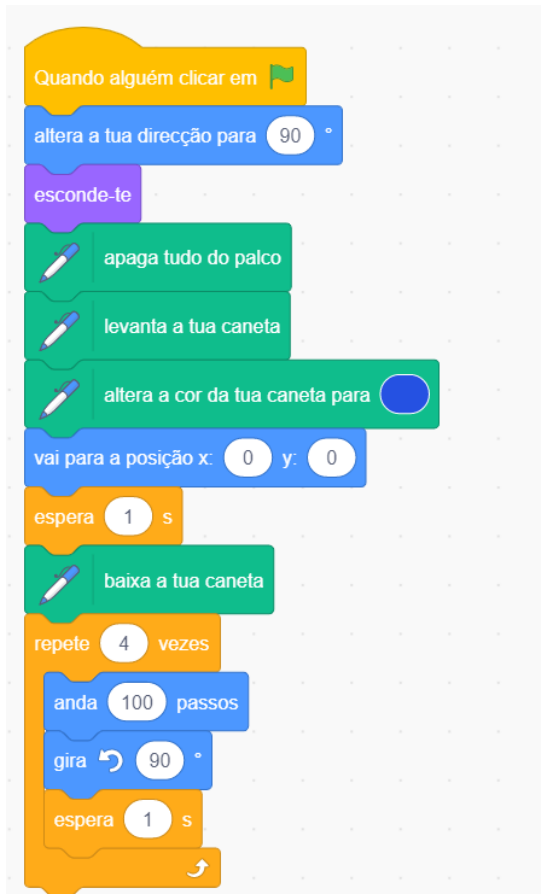 Quando alguém clicar em
altera a tua direcção para 90 °
esconde-te
apaga tudo do palco
levanta a tua caneta
altera a cor da tua caneta para
vai para a posição x: 0 y: 0
espera 1 s
baixa a tua caneta
repete 4 vezes
anda 100 passos
gira 90 °
espera 1 s